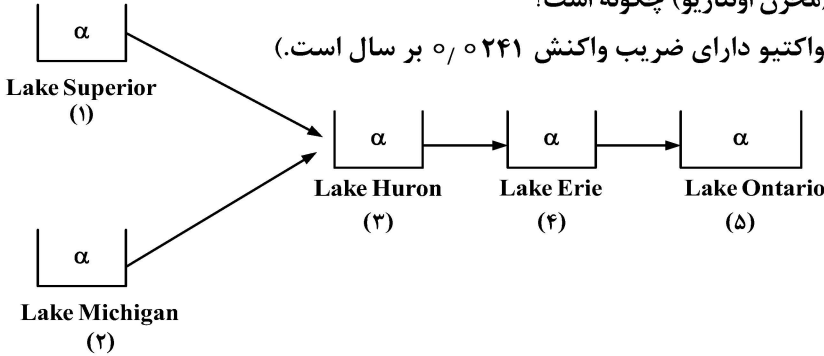 (مخزن اونتاریو) چگونه است؟
واکتیو دارای ضریب واکنش ۰٫۰۲۴۱ بر سال است.)
α
Lake Superior
(۱)
α
Lake Huron
(۳)
α
Lake Erie
(۴)
α
Lake Ontario
(۵)
α
Lake Michigan
(۲)